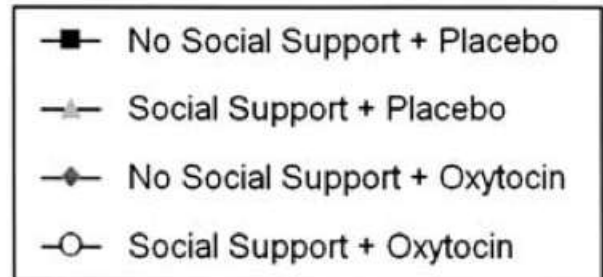 No Social Support + Placebo
Social Support + Placebo
No Social Support + Oxytocin
Social Support + Oxytocin